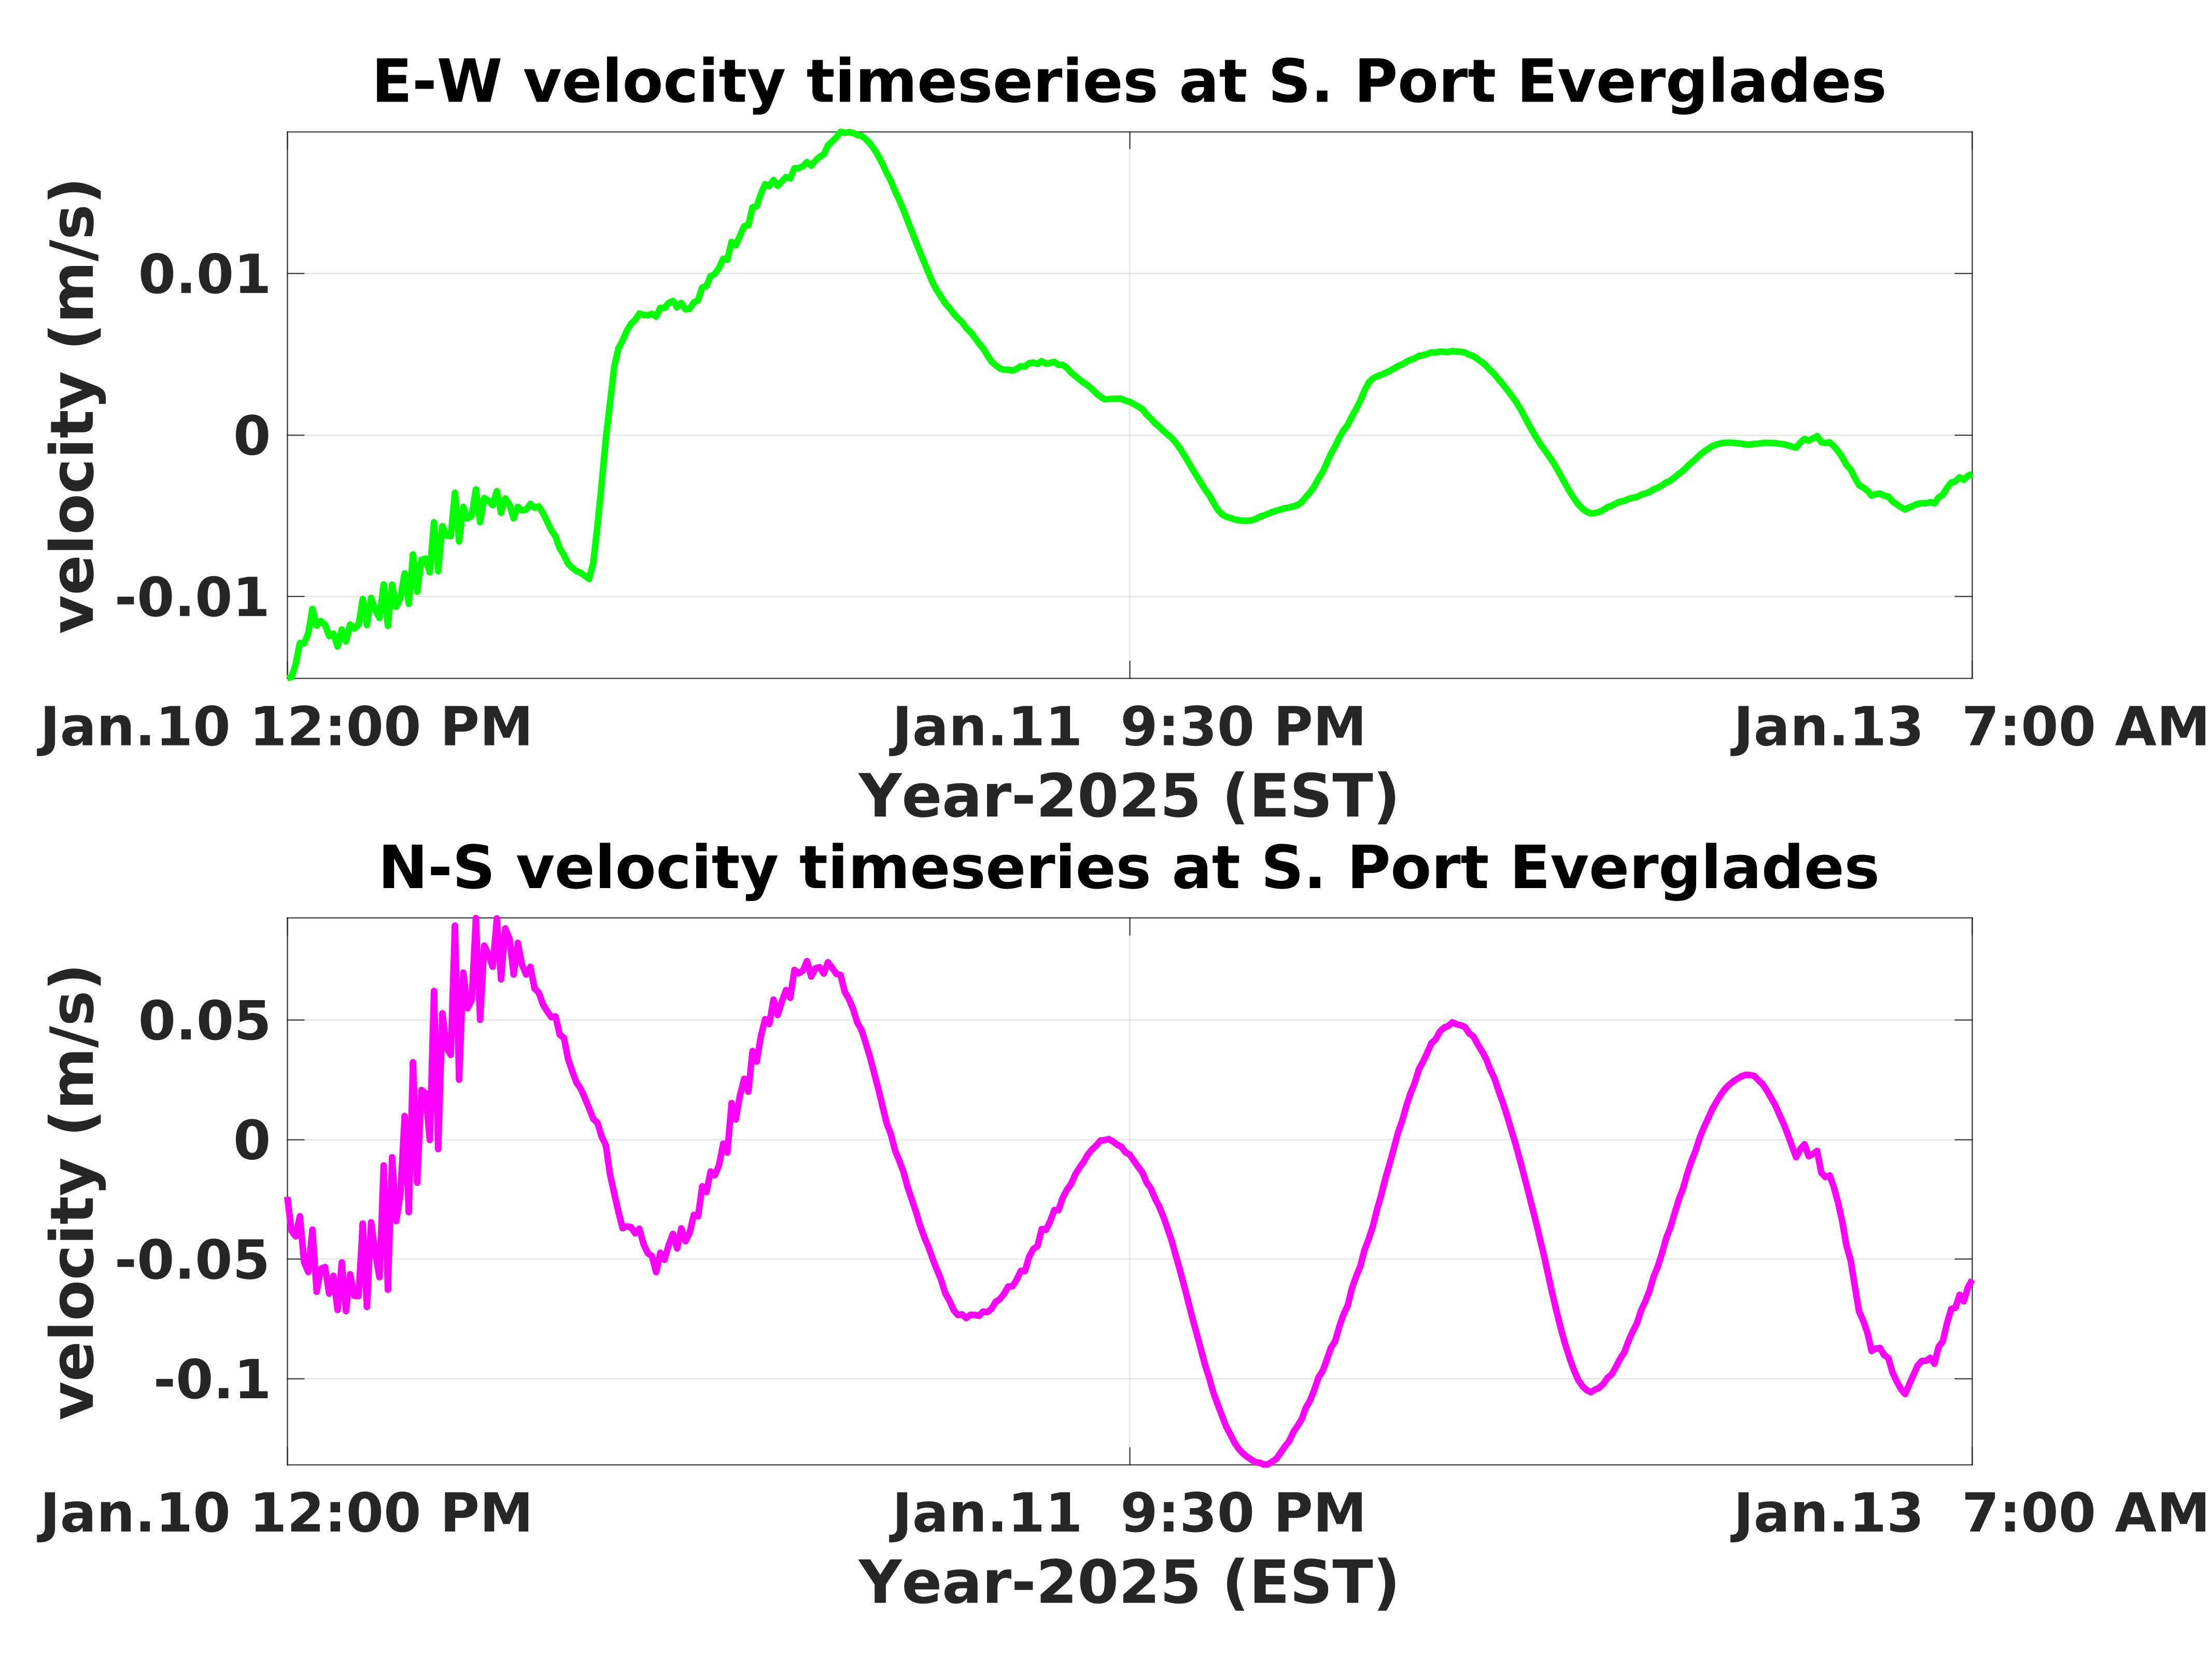 E-W velocity timeseries at S. Port Everglades
velocity (m/s)
0.01
0
-0.01
Jan.10 12:00 PM
Jan.11  9:30 PM
Jan.13  7:00 AM
Year-2025 (EST)
N-S velocity timeseries at S. Port Everglades
velocity (m/s)
0.05
0
-0.05
-0.1
Jan.10 12:00 PM
Jan.11  9:30 PM
Jan.13  7:00 AM
Year-2025 (EST)